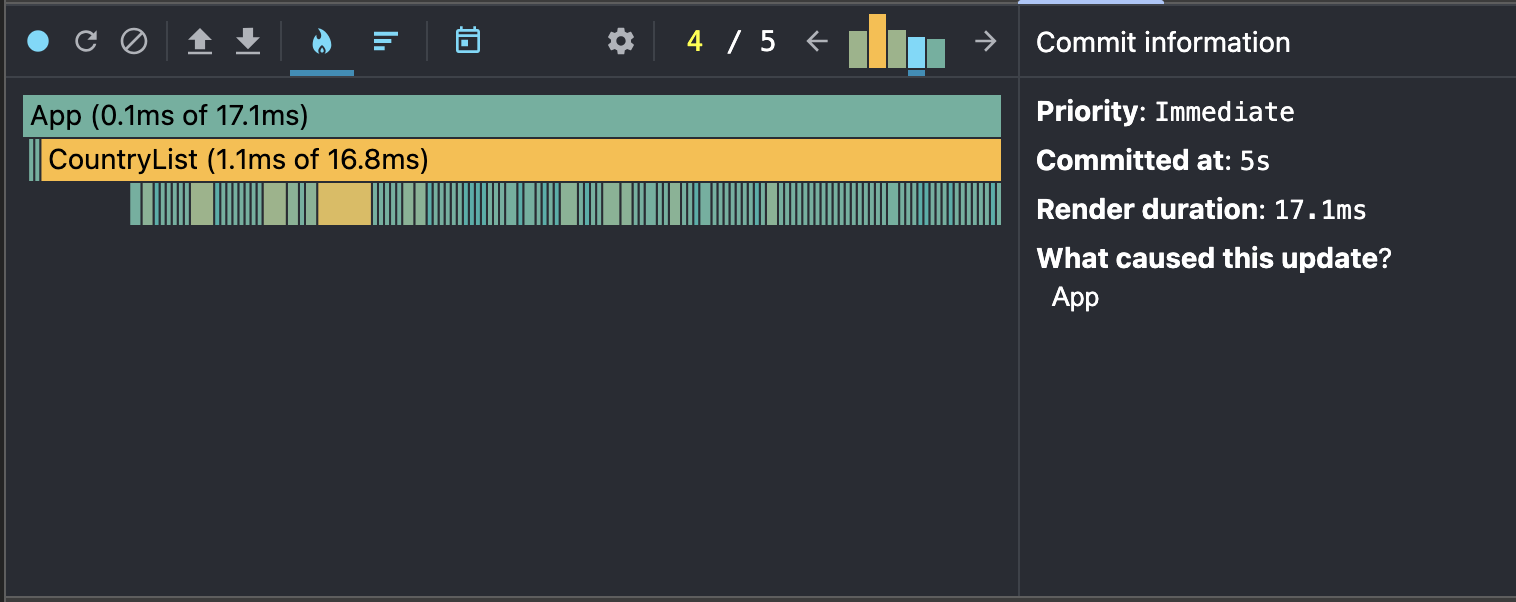 4 / 5
Commit information
App (0.1ms of 17.1ms)
CountryList (1.1ms of 16.8ms)
Priority: Immediate
Committed at: 5s
Render duration: 17.1ms
What caused this update?
App